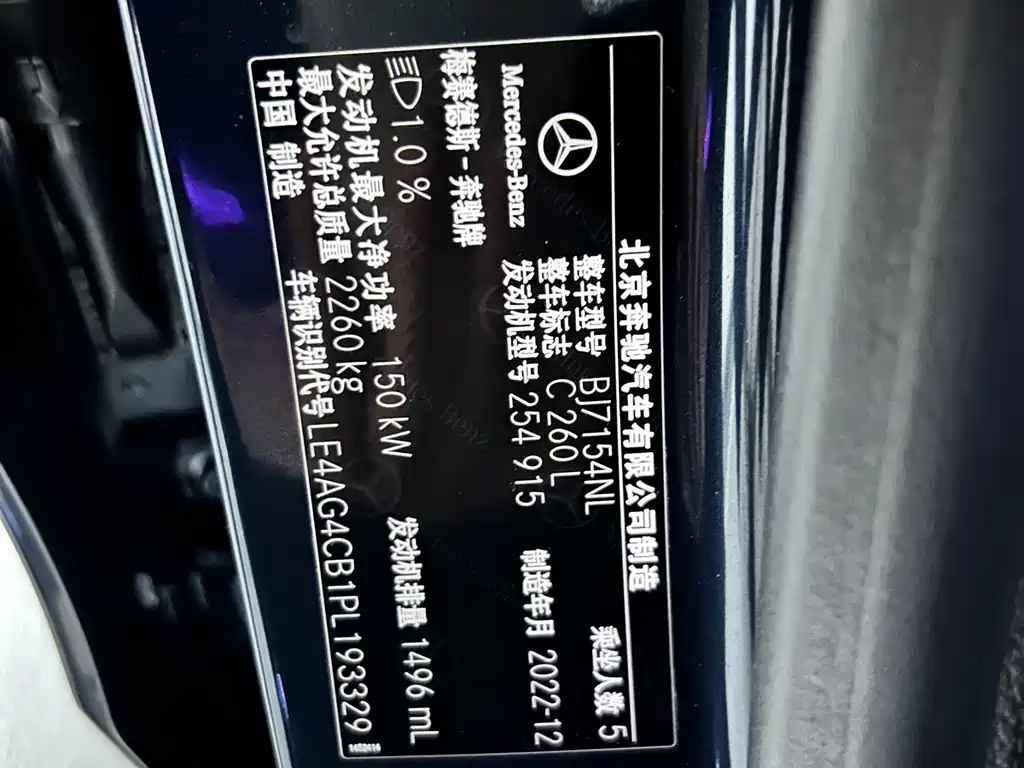 北京奔驰汽车有限公司制造
Mercedes-Benz
整车型号 BJ7154NL 乘坐人数 5
整车标志 C 260 L
梅赛德斯-奔驰牌 发动机型号 254 915 制造年月 2022-12
1.0 %
发动机最大净功率 150 kW 发动机排量 1496 mL
最大允许总质量 2260 kg
中国 制造 车辆识别代号 LE4AG4CB1PL193329